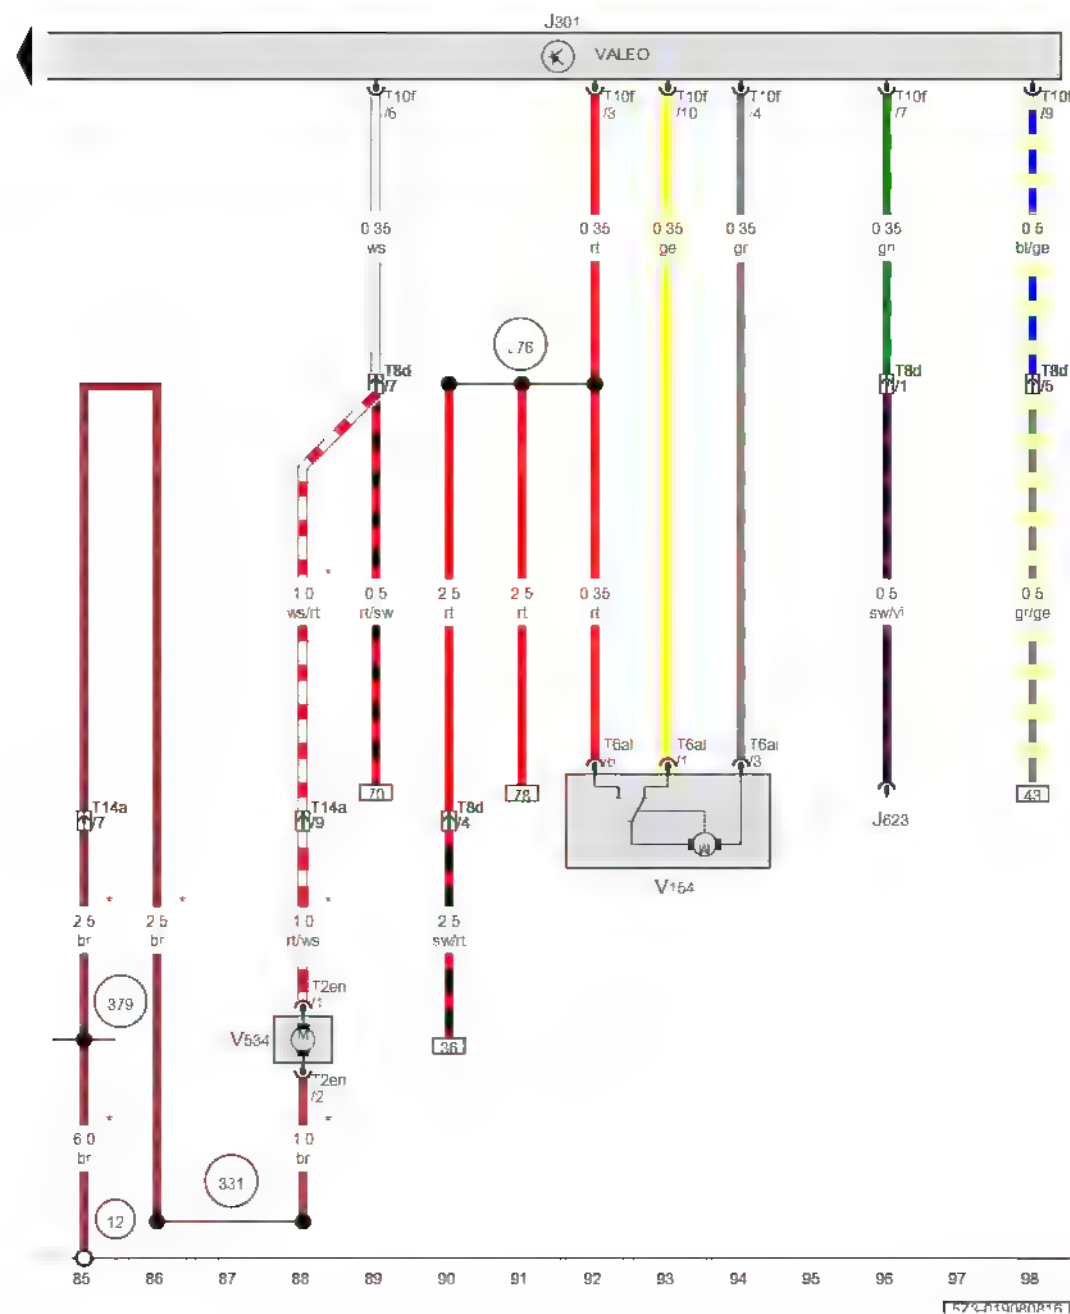 J301
VALEO
T10f
/6
T10f
/3
T10f
/10
T10f
/4
T10f
/7
T10f
/9
0 35
ws
0 35
rt
0 35
ge
0 35
gr
0 35
gn
0 5
bl/ge
T8d
/7
T8d
/1
T8d
/5
1 0
ws/rt
*
0 5
rt/sw
2 5
rt
2 5
rt
0 35
rt
0 5
sw/vi
0 5
gr/ge
T6al
T6al
/1
T6al
/3
70
78
43
J623
T14a
/7
T14a
/9
T8d
/4
V154
2 5
br
*
2 5
br
*
1 0
rt/ws
*
2 5
sw/rt
379
T2en
/1
V534
M
36
T2en
/2
6 0
br
*
1 0
br
*
331
12
85
86
87
88
89
90
91
92
93
94
95
96
97
98